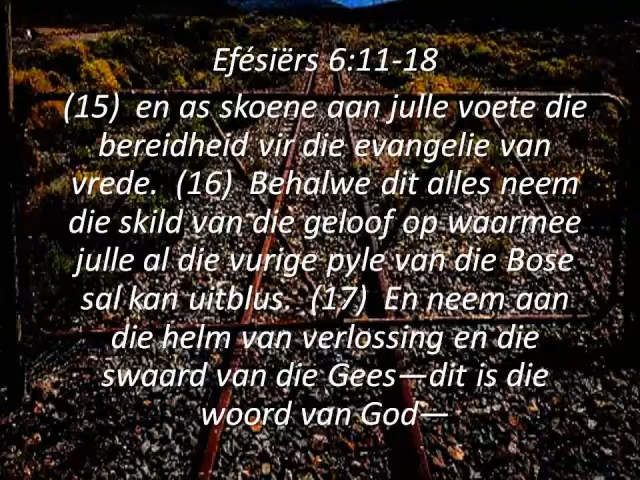 Efésiërs 6:11-18
(15) en as skoene aan julle voete die
bereidheid vir die evangelie van
vrede. (16) Behalwe dit alles neem
die skild van die geloof op waarmee
julle al die vurige pyle van die Bose
sal kan uitblus. (17) En neem aan
die helm van verlossing en die
swaard van die Gees—dit is die
woord van God—